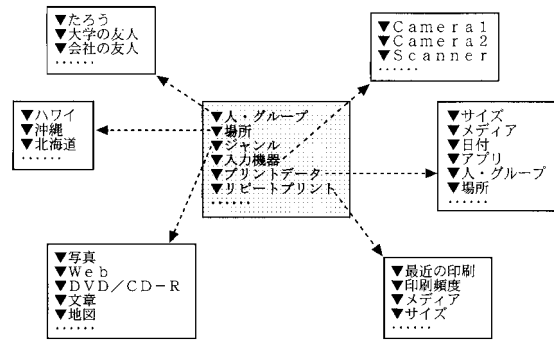 ▼たろう
▼大学の友人
▼会社の友人
・・・・・・
▼Camera1
▼Camera2
▼Scanner
・・・・・・
▼ハワイ
▼沖縄
▼北海道
・・・・・・
▼人・グループ
▼場所
▼ジャンル
▼入力機器
▼プリントデータ
▼リピートプリント
・・・・・・
▼サイズ
▼メディア
▼日付
▼アプリ
▼人・グループ
▼場所
・・・・・・
▼写真
▼Web
▼DVD/CD-R
▼文章
▼地図
・・・・・・
▼最近の印刷
▼印刷頻度
▼メディア
▼サイズ
・・・・・・